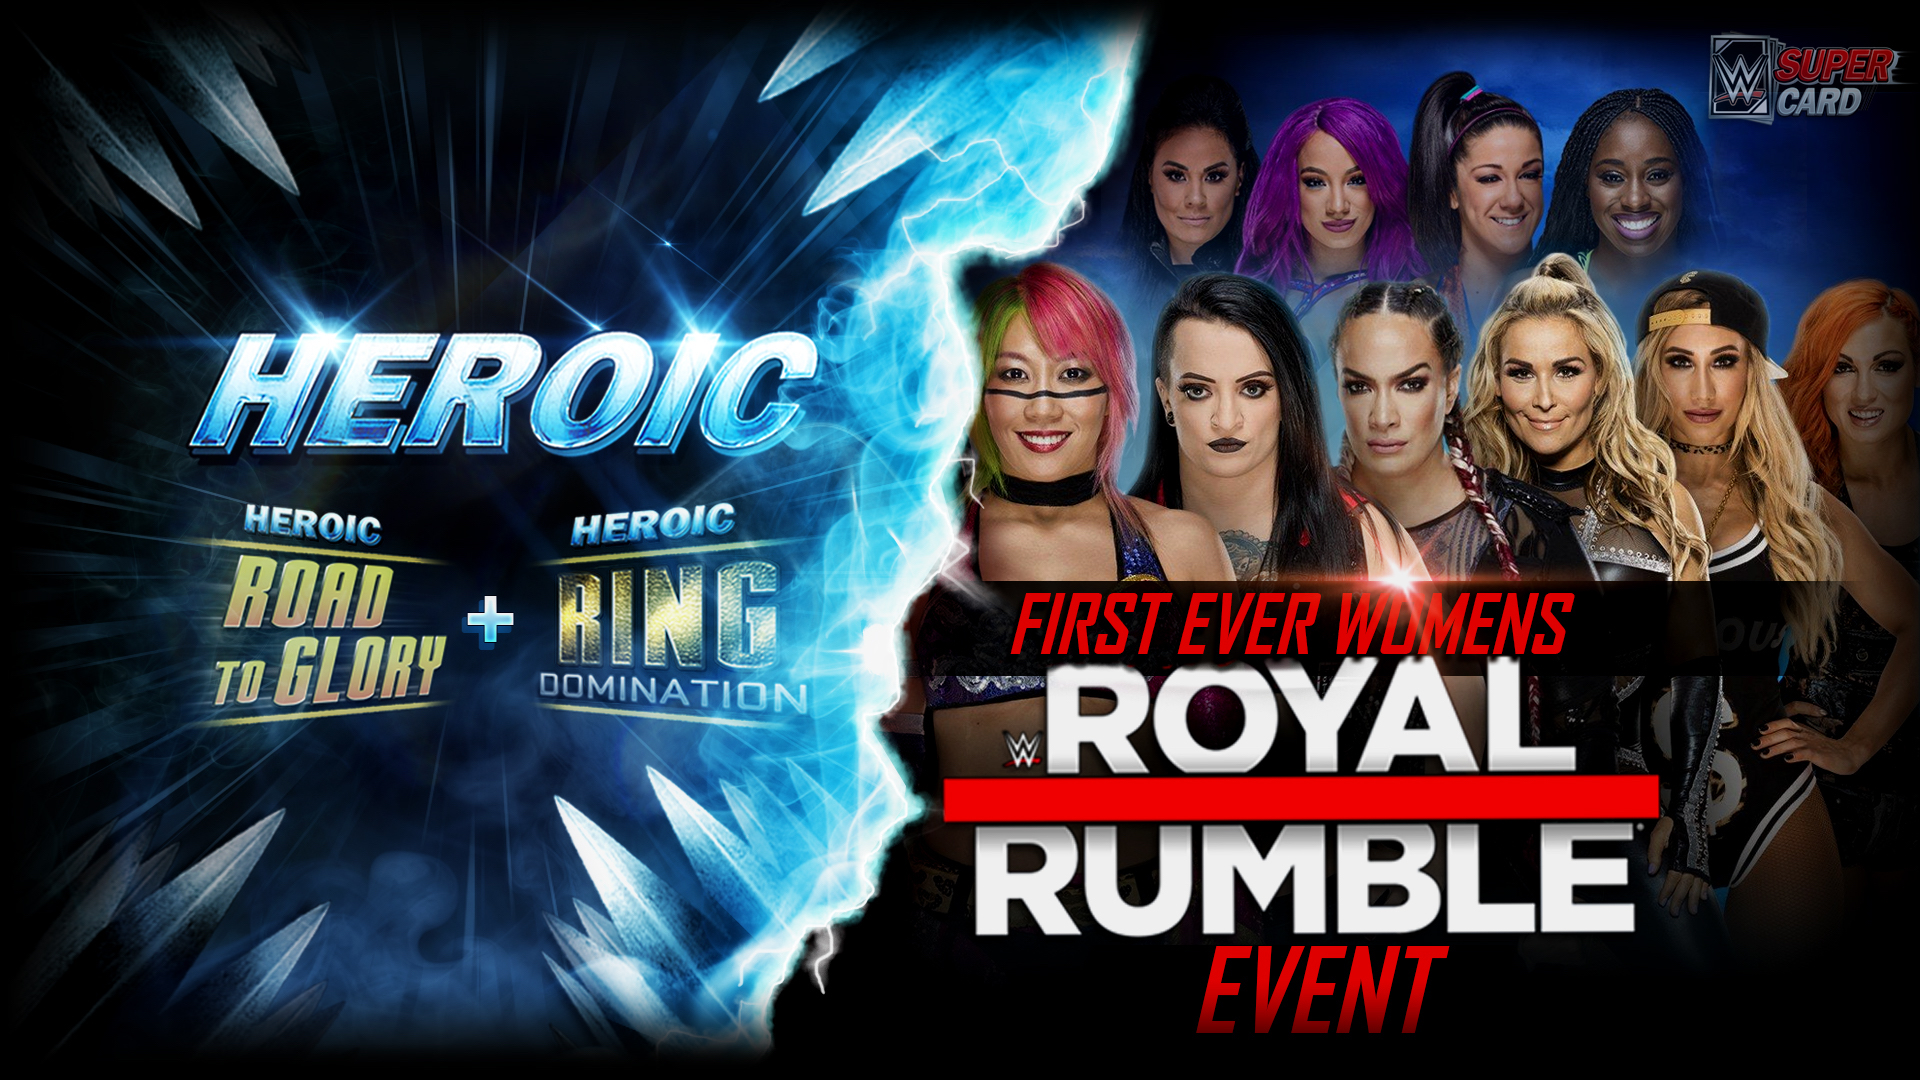 W SUPER
CARD
HEROIC
HEROIC
ROAD
TO GLORY
+
HEROIC
RING
DOMINATION
FIRST EVER WOMENS
W ROYAL
RUMBLE
EVENT